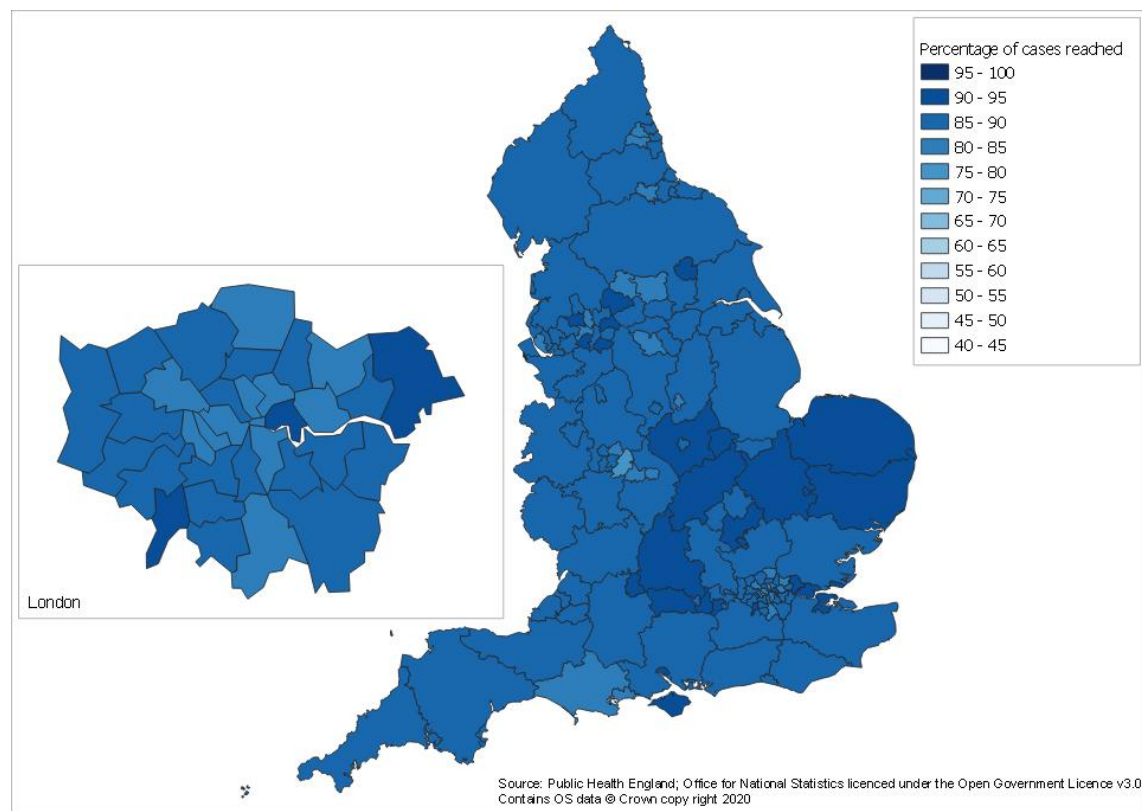 Percentage of cases reached
95 - 100
90 - 95
85 - 90
80 - 85
75 - 80
70 - 75
65 - 70
60 - 65
55 - 60
50 - 55
45 - 50
40 - 45
London
Source: Public Health England; Office for National Statistics licenced under the Open Government Licence v3.0
Contains OS data © Crown copy right 2020